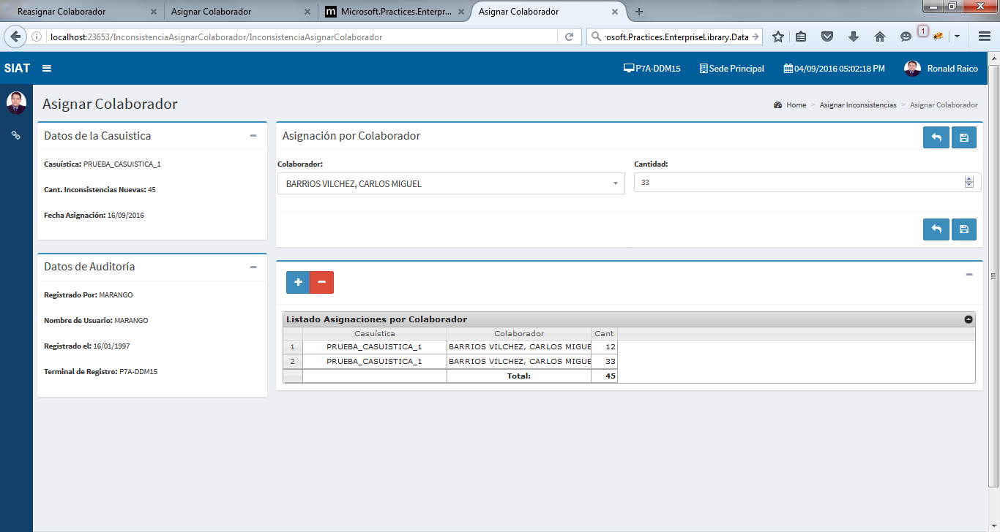 Reasignar Colaborador
Asignar Colaborador
m Microsoft.Practices.Enterpr...
Asignar Colaborador
localhost:23653/InconsistenciaAsignarColaborador/InconsistenciaAsignarColaborador
rosoft.Practices.EnterpriseLibrary.Data
1
SIAT
P7A-DDM15
Sede Principal
04/09/2016 05:02:18 PM
Ronald Raico
Asignar Colaborador
Home > Asignar Inconsistencias > Asignar Colaborador
Datos de la Casuistica
Casuística: PRUEBA_CASUISTICA_1
Cant. Inconsistencias Nuevas: 45
Fecha Asignación: 16/09/2016
Datos de Auditoría
Registrado Por: MARANGO
Nombre de Usuario: MARANGO
Registrado el: 16/01/1997
Terminal de Registro: P7A-DDM15
Asignación por Colaborador
Colaborador: Cantidad:
BARRIOS VILCHEZ, CARLOS MIGUEL 33
Listado Asignaciones por Colaborador
Casuística Colaborador Cant
1 PRUEBA_CASUISTICA_1 BARRIOS VILCHEZ, CARLOS MIGUE 12
2 PRUEBA_CASUISTICA_1 BARRIOS VILCHEZ, CARLOS MIGUE 33
Total: 45